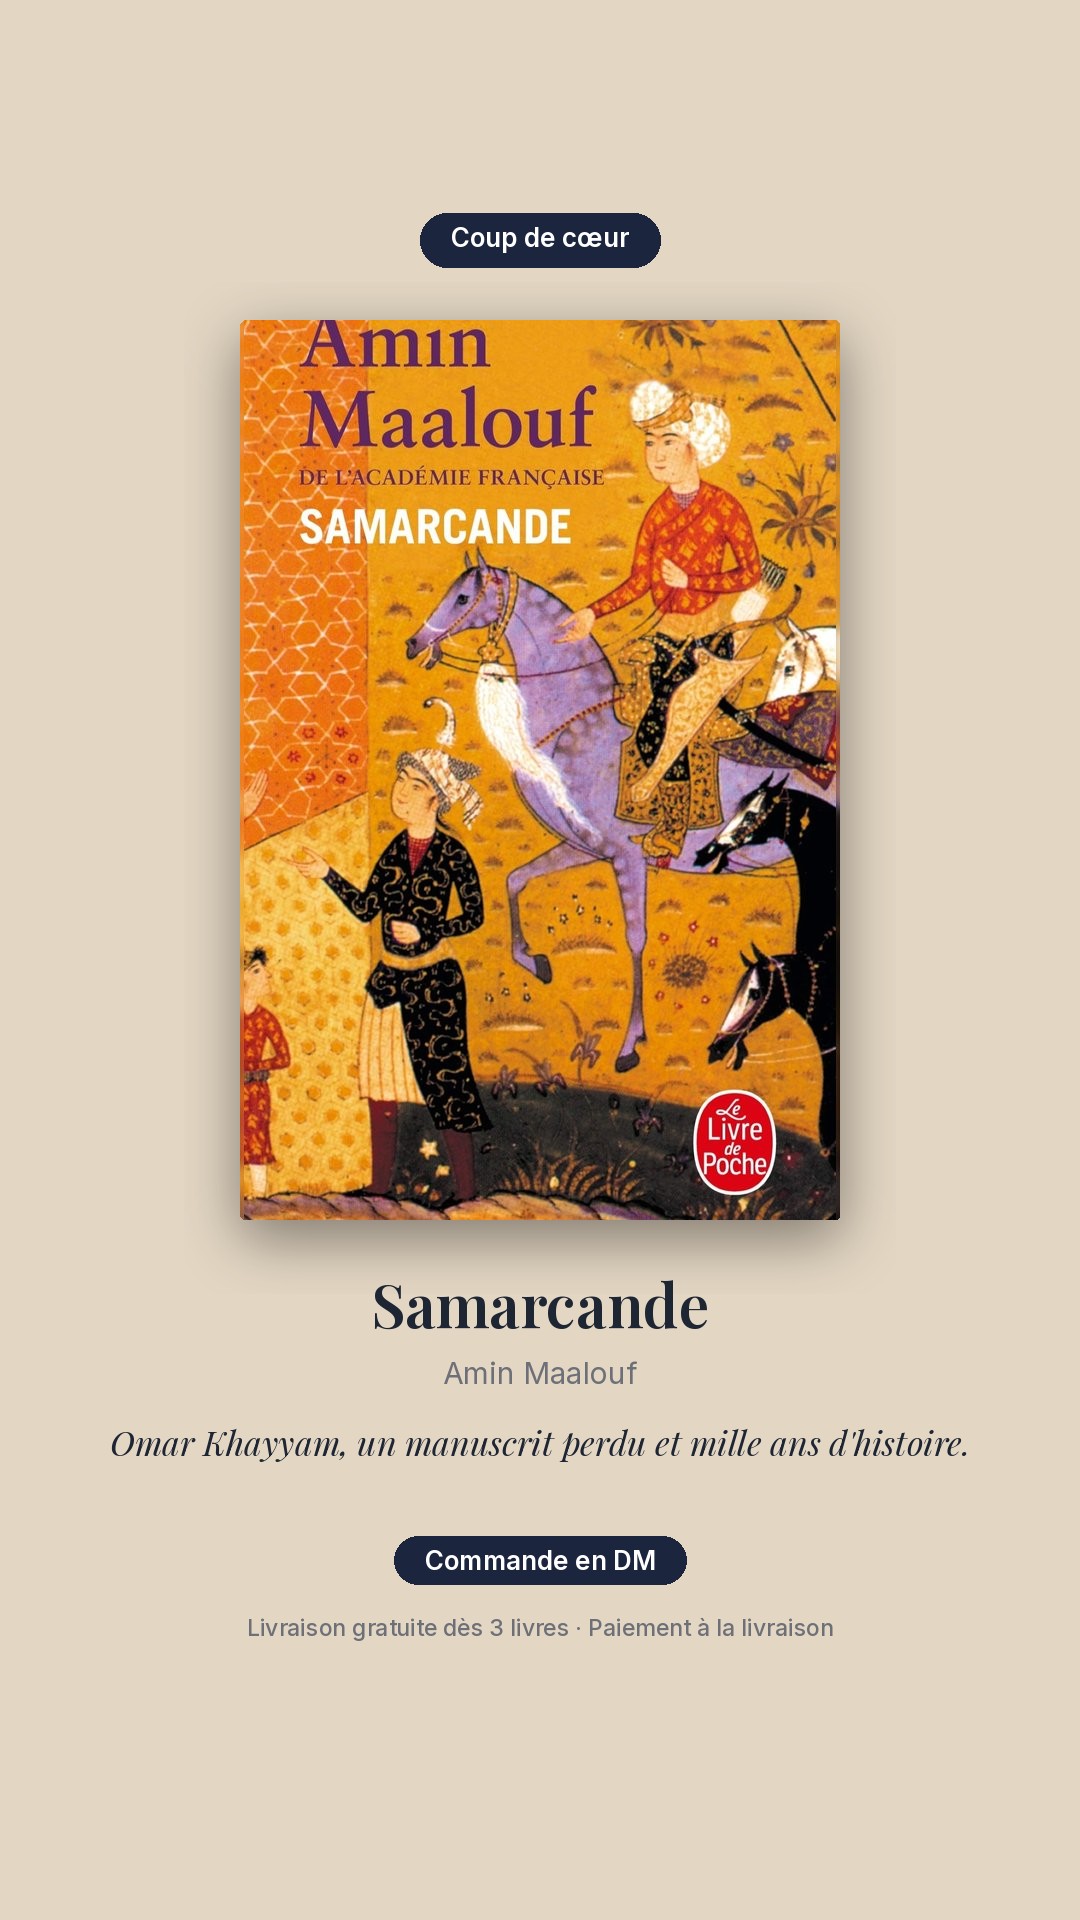 Coup de cœur
Amin
Maalouf
DE L'ACADÉMIE FRANÇAISE
SAMARCANDE
Le
Livre
de
Poche
Samarcande
Amin Maalouf
Omar Khayyam, un manuscrit perdu et mille ans d'histoire.
Commande en DM
Livraison gratuite dès 3 livres · Paiement à la livraison